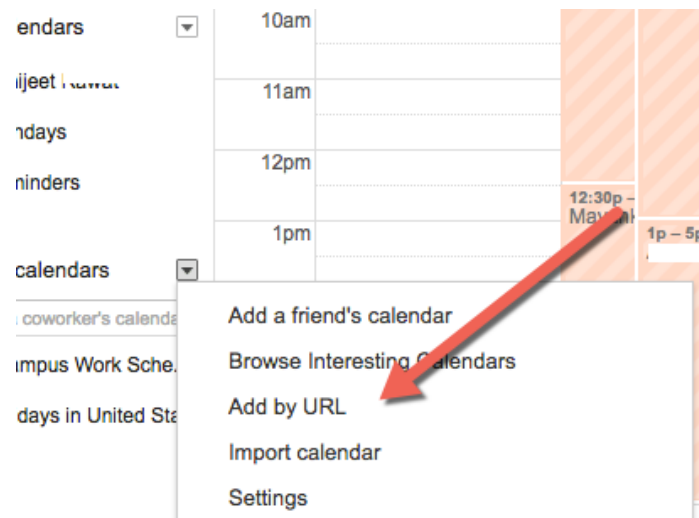 endars
10am
ijeet
11am
ndays
12pm
ninders
12:30p –
1pm
1p – 5p
calendars
coworker's calenda
Add a friend's calendar
ampus Work Sche.
Browse Interesting Calendars
days in United Sta
Add by URL
Import calendar
Settings